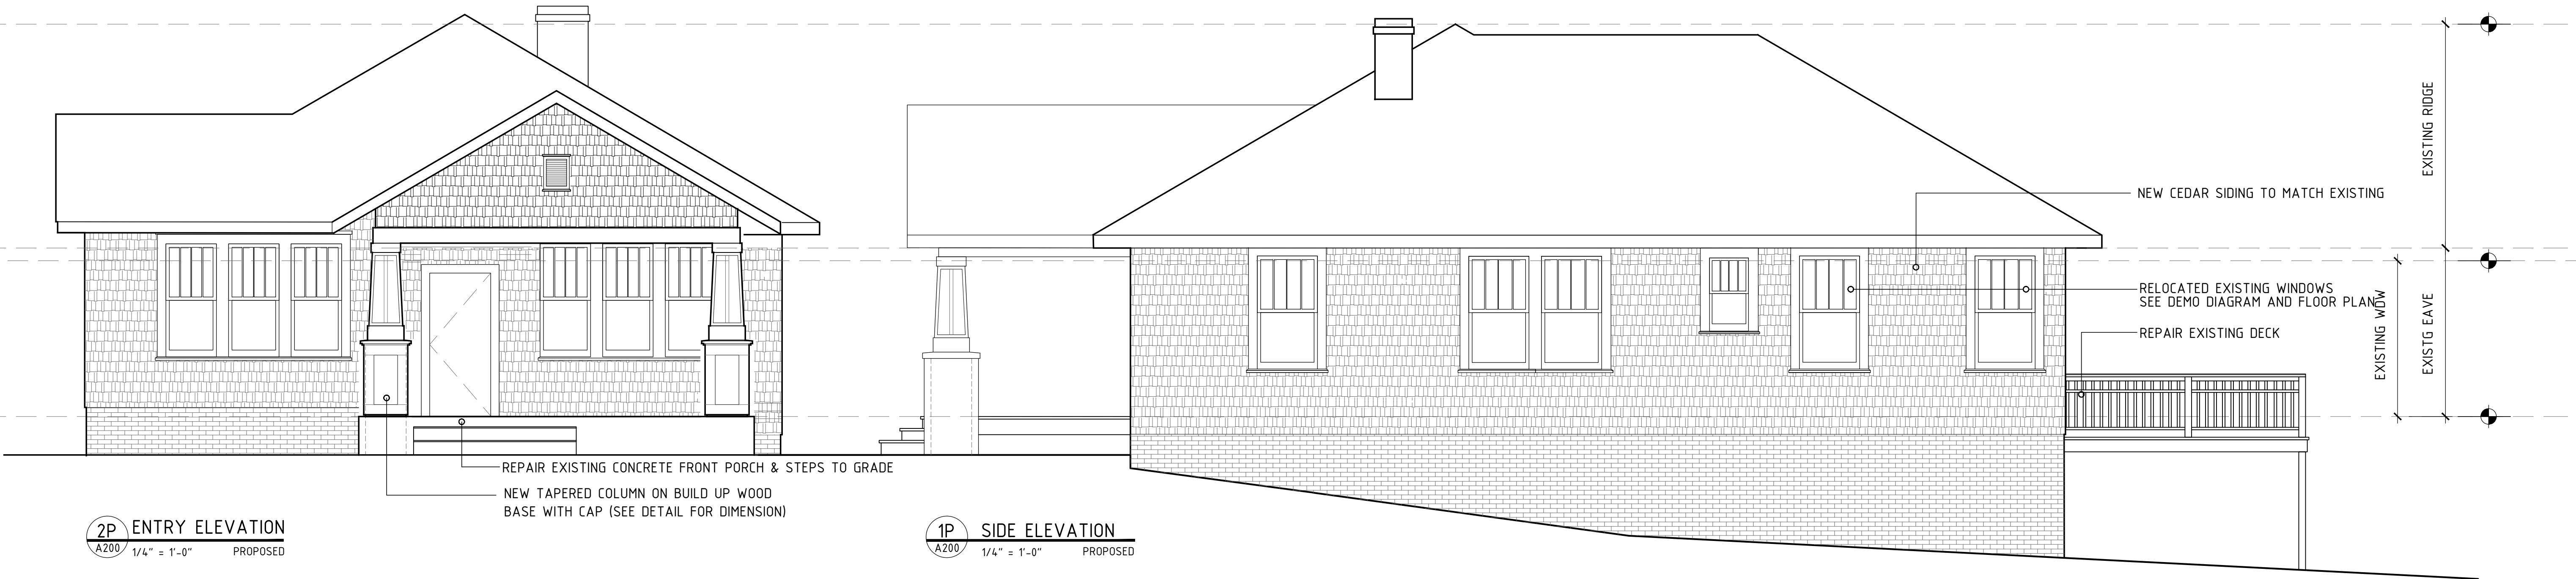 EXISTING RIDGE
NEW CEDAR SIDING TO MATCH EXISTING
RELOCATED EXISTING WINDOWS
SEE DEMO DIAGRAM AND FLOOR PLAN
EXISTING WDW
EXISTG EAVE
REPAIR EXISTING DECK
REPAIR EXISTING CONCRETE FRONT PORCH & STEPS TO GRADE
NEW TAPERED COLUMN ON BUILD UP WOOD
BASE WITH CAP (SEE DETAIL FOR DIMENSION)
2P ENTRY ELEVATION
A200 1/4" = 1'-0" PROPOSED
1P SIDE ELEVATION
A200 1/4" = 1'-0" PROPOSED